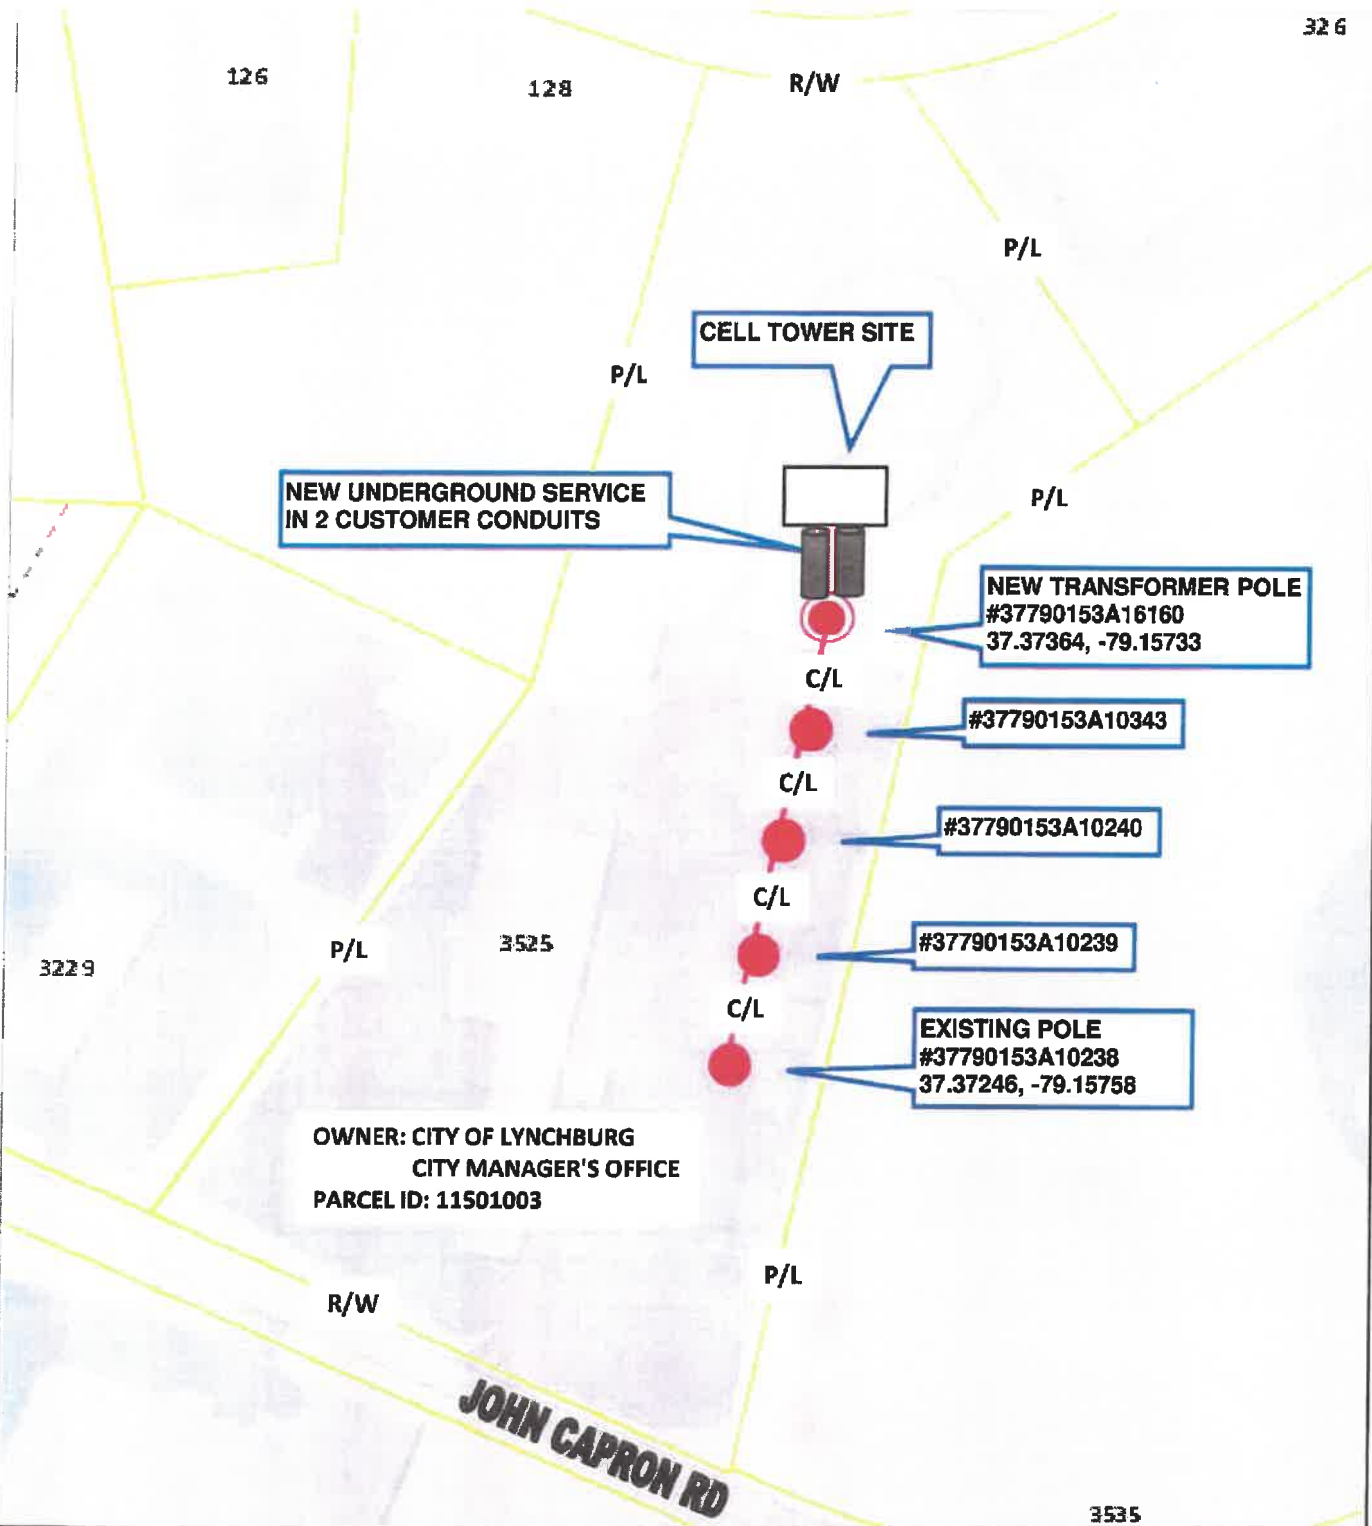 326
126
128
R/W
P/L
CELL TOWER SITE
P/L
NEW UNDERGROUND SERVICE
IN 2 CUSTOMER CONDUITS
P/L
NEW TRANSFORMER POLE
#37790153A16160
37.37364, -79.15733
C/L
#37790153A10343
C/L
#37790153A10240
C/L
#37790153A10239
P/L
3525
3229
C/L
EXISTING POLE
#37790153A10238
37.37246, -79.15758
OWNER: CITY OF LYNCHBURG
CITY MANAGER'S OFFICE
PARCEL ID: 11501003
P/L
R/W
JOHN CAPRON RD
3535